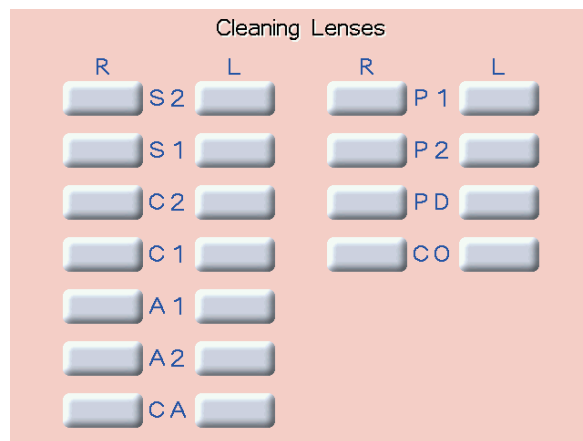 Cleaning Lenses
R L R L
S2 P1
S1 P2
C2 PD
C1 CO
A1
A2
CA